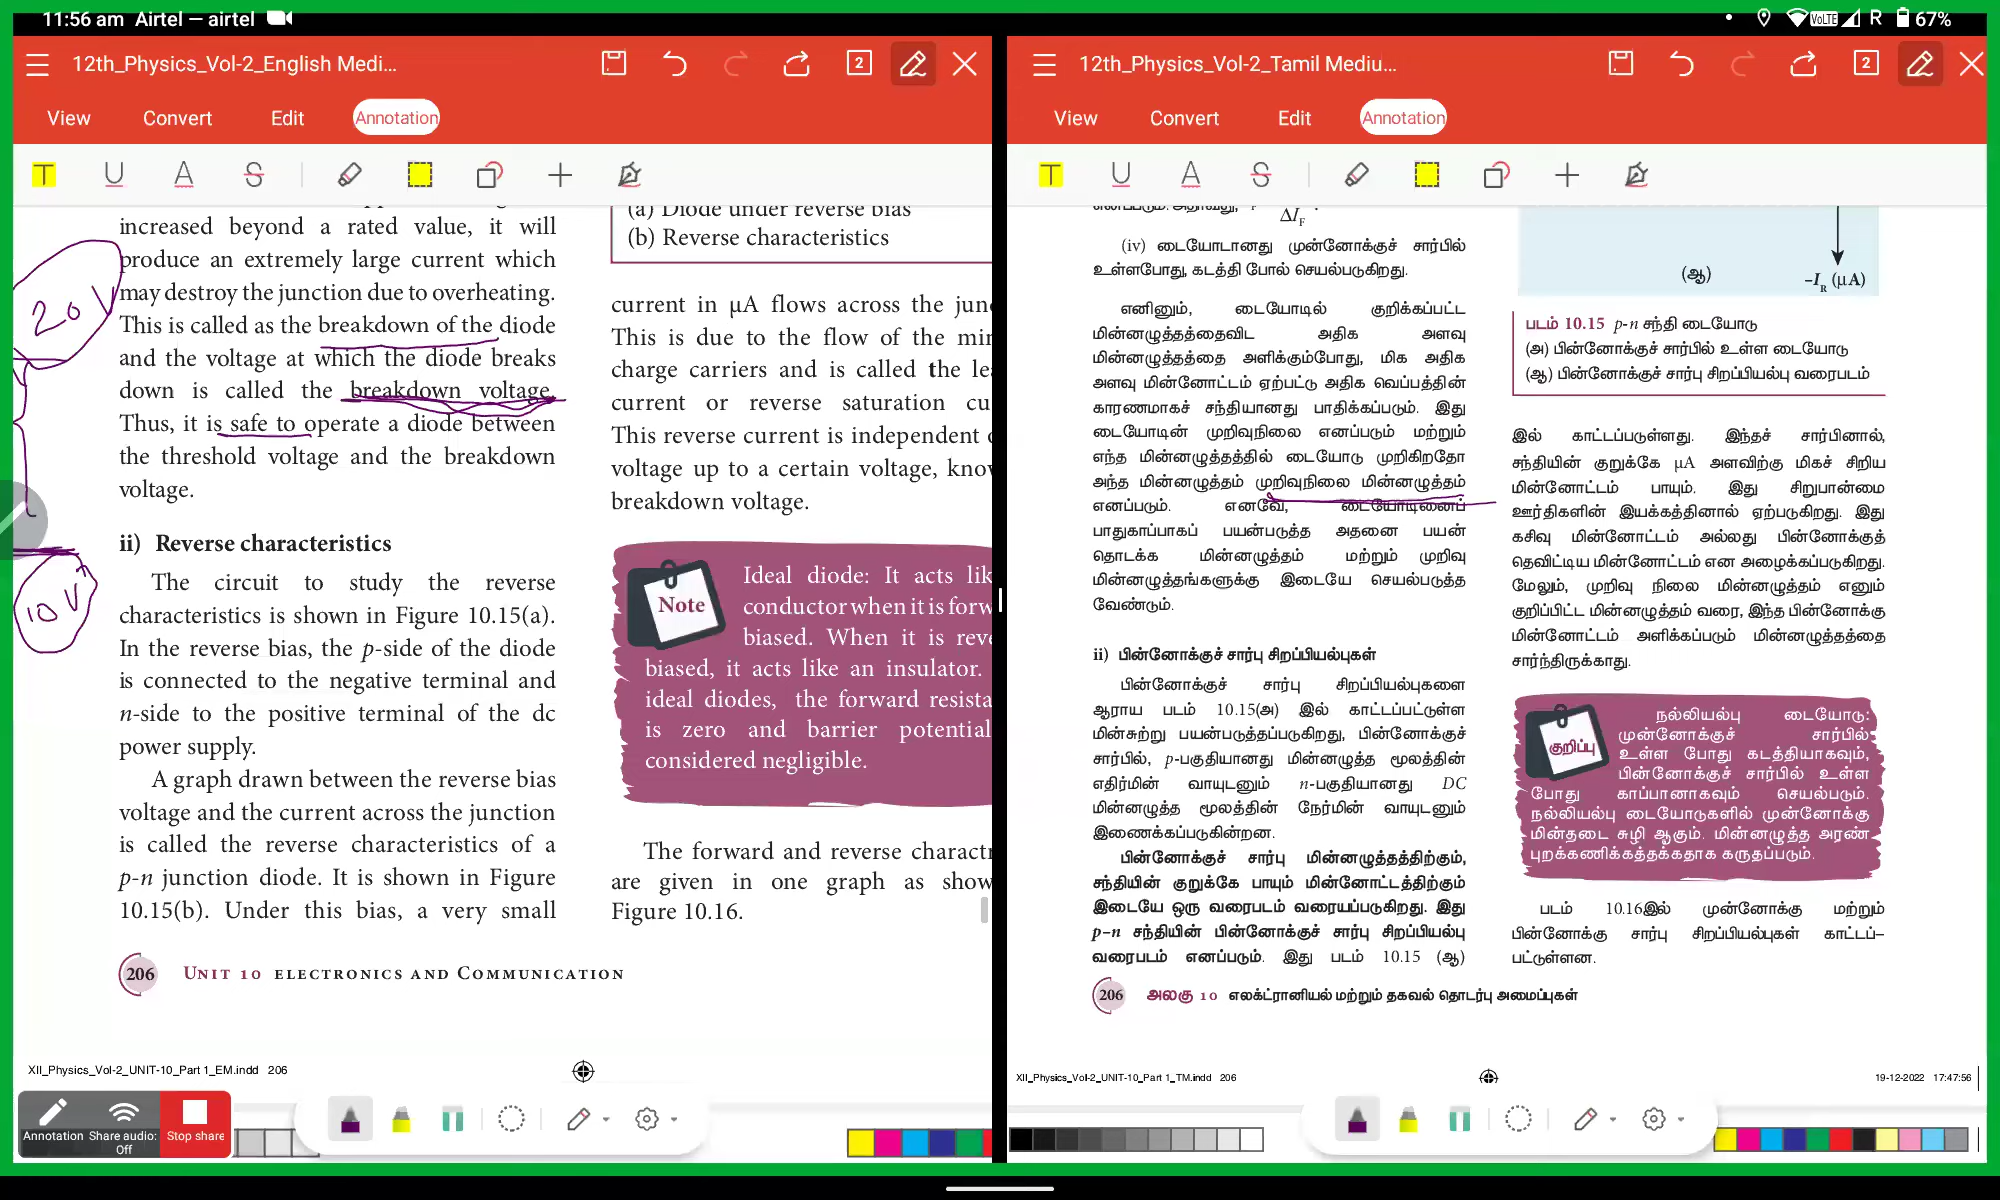 11:56 am Airtel – airtel
VoLTE R 67%
12th_Physics_Vol-2_English Medi...
2
View Convert Edit Annotation
increased beyond a rated value, it will
produce an extremely large current which
may destroy the junction due to overheating.
This is called as the breakdown of the diode
and the voltage at which the diode breaks
down is called the breakdown voltage.
Thus, it is safe to operate a diode between
the threshold voltage and the breakdown
voltage.
20 V
10 V
ii) Reverse characteristics
The circuit to study the reverse
characteristics is shown in Figure 10.15(a).
In the reverse bias, the p-side of the diode
is connected to the negative terminal and
n-side to the positive terminal of the dc
power supply.
A graph drawn between the reverse bias
voltage and the current across the junction
is called the reverse characteristics of a
p-n junction diode. It is shown in Figure
10.15(b). Under this bias, a very small
(a) Diode under reverse bias
(b) Reverse characteristics
current in μA flows across the jun
This is due to the flow of the min
charge carriers and is called the lea
current or reverse saturation cu
This reverse current is independent
voltage up to a certain voltage, know
breakdown voltage.
Note
Ideal diode: It acts lik
conductor when it is forw
biased. When it is reve
biased, it acts like an insulator.
ideal diodes, the forward resista
is zero and barrier potential
considered negligible.
The forward and reverse charact
are given in one graph as show
Figure 10.16.
206 UNIT 10 ELECTRONICS AND COMMUNICATION
XII_Physics_Vol-2_UNIT-10_Part 1_EM.indd 206
Annotation Share audio: Off Stop share
12th_Physics_Vol-2_Tamil Mediu...
2
View Convert Edit Annotation
ΔI_F
(iv) டையோடானது முன்னோக்குச் சார்பில்
உள்ளபோது, கடத்தி போல் செயல்படுகிறது.
எனினும், டையோடில் குறிக்கப்பட்ட
மின்னழுத்தத்தைவிட அதிக அளவு
மின்னழுத்தத்தை அளிக்கும்போது, மிக அதிக
அளவு மின்னோட்டம் ஏற்பட்டு அதிக வெப்பத்தின்
காரணமாகச் சந்தியானது பாதிக்கப்படும். இது
டையோடின் முறிவுநிலை எனப்படும் மற்றும்
எந்த மின்னழுத்தத்தில் டையோடு முறிகிறதோ
அந்த மின்னழுத்தம் முறிவுநிலை மின்னழுத்தம்
எனப்படும். எனவே, டையோடினைப்
பாதுகாப்பாகப் பயன்படுத்த அதனை பயன்
தொடக்க மின்னழுத்தம் மற்றும் முறிவு
மின்னழுத்தங்களுக்கு இடையே செயல்படுத்த
வேண்டும்.
ii) பின்னோக்குச் சார்பு சிறப்பியல்புகள்
பின்னோக்குச் சார்பு சிறப்பியல்புகளை
ஆராய படம் 10.15(அ) இல் காட்டப்பட்டுள்ள
மின்சுற்று பயன்படுத்தப்படுகிறது, பின்னோக்குச்
சார்பில், p-பகுதியானது மின்னழுத்த மூலத்தின்
எதிர்மின் வாயுடனும் n-பகுதியானது DC
மின்னழுத்த மூலத்தின் நேர்மின் வாயுடனும்
இணைக்கப்படுகின்றன.
பின்னோக்குச் சார்பு மின்னழுத்தத்திற்கும்,
சந்தியின் குறுக்கே பாயும் மின்னோட்டத்திற்கும்
இடையே ஒரு வரைபடம் வரையப்படுகிறது. இது
p–n சந்தியின் பின்னோக்குச் சார்பு சிறப்பியல்பு
வரைபடம் எனப்படும். இது படம் 10.15 (ஆ)
(ஆ)
–I_R (μA)
படம் 10.15 p-n சந்தி டையோடு
(அ) பின்னோக்குச் சார்பில் உள்ள டையோடு
(ஆ) பின்னோக்குச் சார்பு சிறப்பியல்பு வரைபடம்
இல் காட்டப்படுள்ளது. இந்தச் சார்பினால்,
சந்தியின் குறுக்கே μA அளவிற்கு மிகச் சிறிய
மின்னோட்டம் பாயும். இது சிறுபான்மை
ஊர்திகளின் இயக்கத்தினால் ஏற்படுகிறது. இது
கசிவு மின்னோட்டம் அல்லது பின்னோக்குத்
தெவிட்டிய மின்னோட்டம் என அழைக்கப்படுகிறது.
மேலும், முறிவு நிலை மின்னழுத்தம் எனும்
குறிப்பிட்ட மின்னழுத்தம் வரை, இந்த பின்னோக்கு
மின்னோட்டம் அளிக்கப்படும் மின்னழுத்தத்தை
சார்ந்திருக்காது.
குறிப்பு
நல்லியல்பு டையோடு:
முன்னோக்குச் சார்பில்
உள்ள போது கடத்தியாகவும்,
பின்னோக்குச் சார்பில் உள்ள
போது காப்பானாகவும் செயல்படும்.
நல்லியல்பு டையோடுகளில் முன்னோக்கு
மின்தடை சுழி ஆகும். மின்னழுத்த அரண்
புறக்கணிக்கத்தக்கதாக கருதப்படும்.
படம் 10.16இல் முன்னோக்கு மற்றும்
பின்னோக்கு சார்பு சிறப்பியல்புகள் காட்டப்–
பட்டுள்ளன.
206 அலகு 10 எலக்ட்ரானியல் மற்றும் தகவல் தொடர்பு அமைப்புகள்
XII_Physics_Vol-2_UNIT-10_Part 1_TM.indd 206
19-12-2022 17:47:56